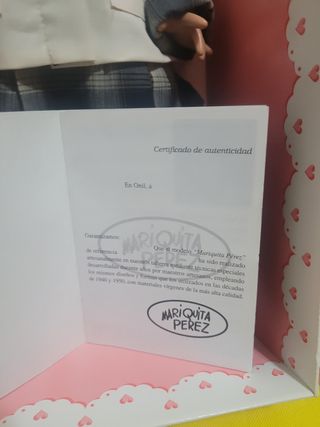 Certificado de autenticidad
En Onil, a
Garantizamos:
MARIQUITA
PEREZ
Que el modelo "Mariquita Pérez"
de referencia ha sido realizado
artesanalmente en nuestros talleres mediante técnicas especiales
desarrolladas durante años por maestros artesanos, empleando
los mismos diseños y formas que los utilizados en las décadas
de 1940 y 1950, con materiales vírgenes de la más alta calidad.
MARIQUITA
PEREZ